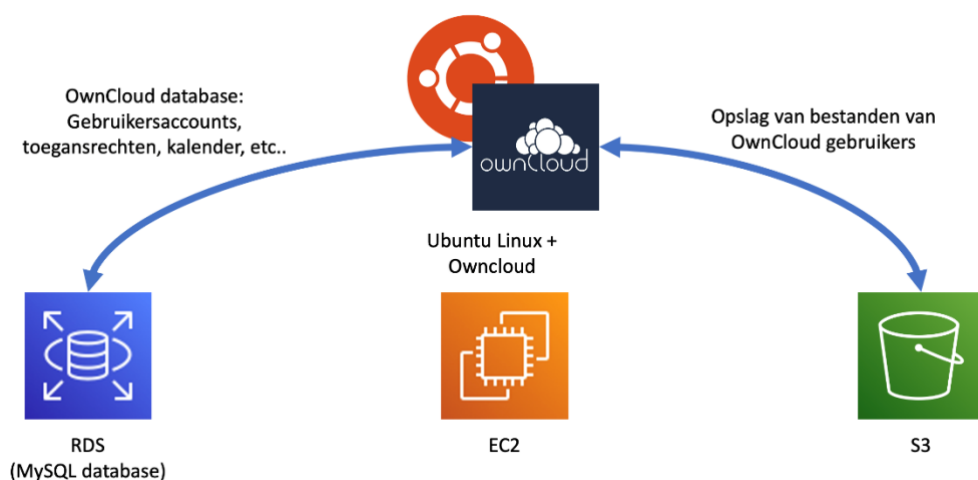 OwnCloud database:
Gebruikersaccounts,
toegansrechten, kalender, etc..
Opslag van bestanden van
OwnCloud gebruikers
ownCloud
Ubuntu Linux +
Owncloud
RDS
(MySQL database)
EC2
S3